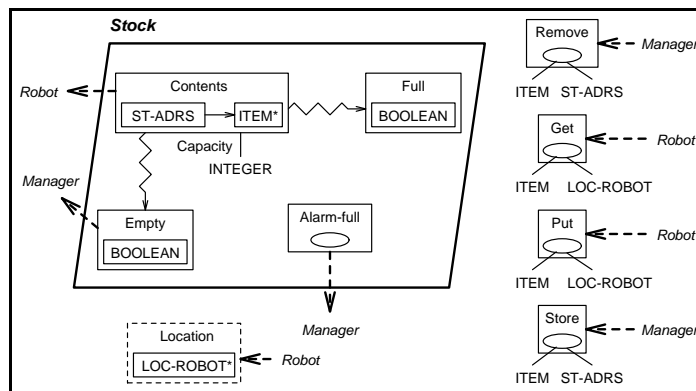 Stock
Contents
ST-ADRS
ITEM*
Capacity
INTEGER
Full
BOOLEAN
Robot
Manager
Empty
BOOLEAN
Alarm-full
Manager
Location
LOC-ROBOT*
Robot
Remove
Manager
ITEM ST-ADRS
Get
Robot
ITEM LOC-ROBOT
Put
Robot
ITEM LOC-ROBOT
Store
Manager
ITEM ST-ADRS